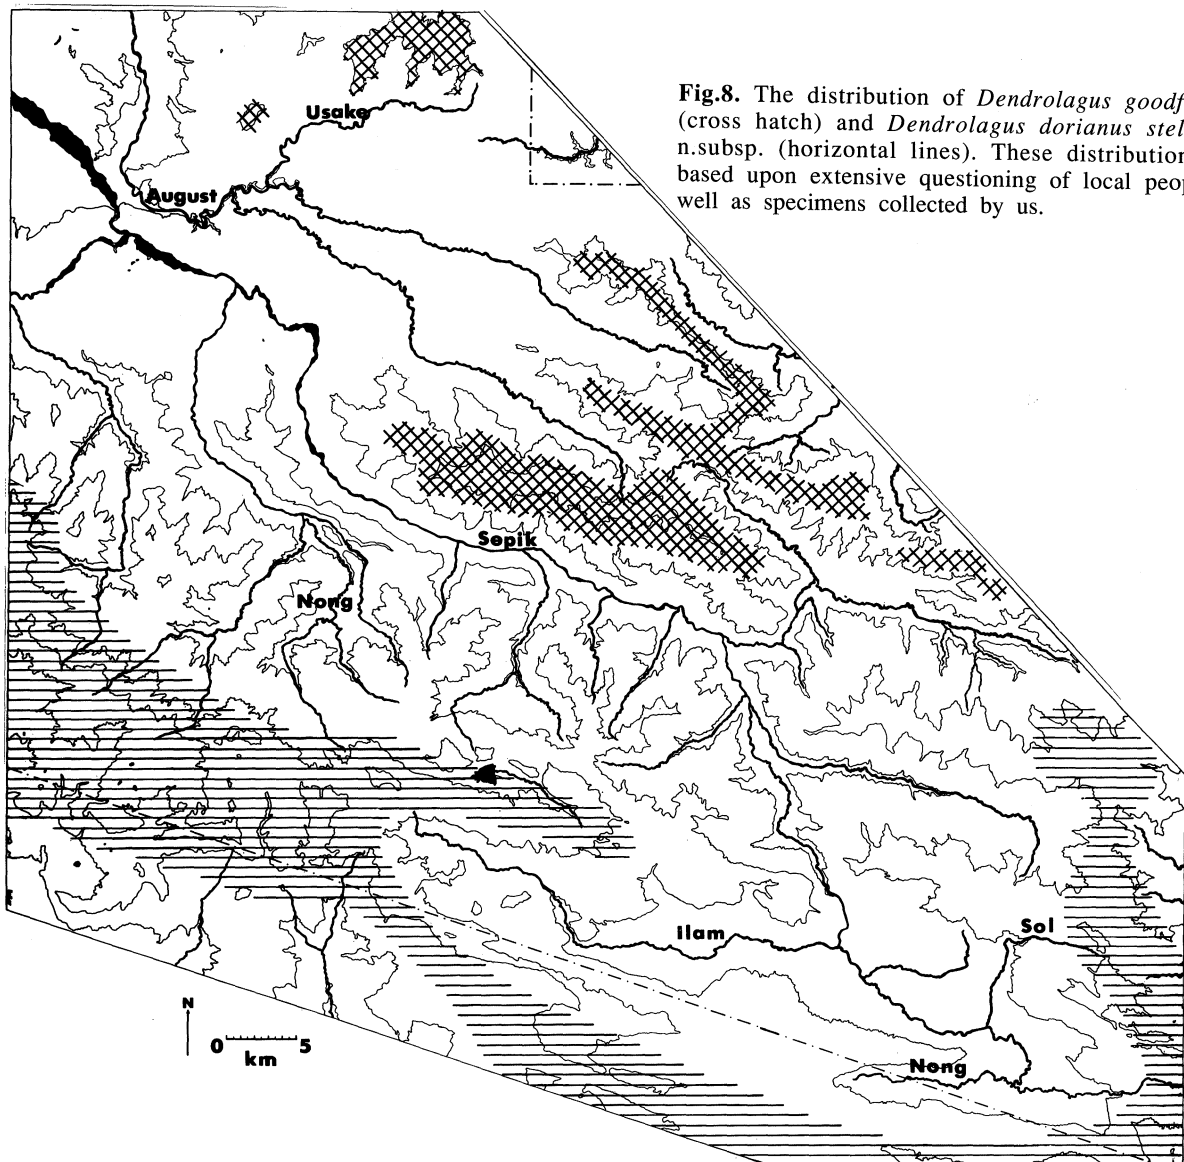 Fig.8. The distribution of Dendrolagus
(cross hatch) and Dendrolagus dorianus
n.subsp. (horizontal lines). These
based upon extensive questioning of local
well as specimens collected by us.
Usake
August
Sepik
Nong
ilam
Sol
Nong
N
0 5
km